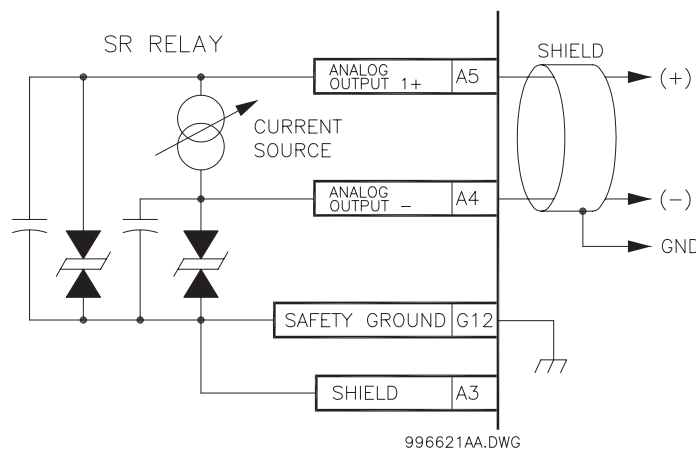 SR RELAY
ANALOG
OUTPUT 1+
A5
SHIELD
(+)
CURRENT
SOURCE
ANALOG
OUTPUT -
A4
(-)
GND
SAFETY GROUND
G12
SHIELD
A3
996621AA.DWG